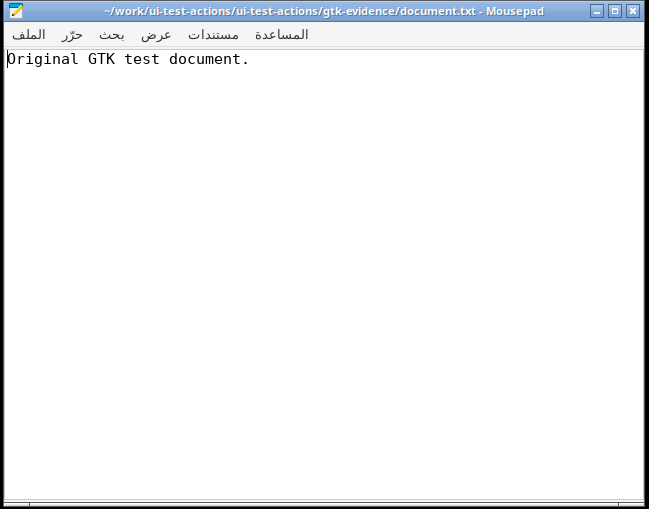 ~/work/ui-test-actions/ui-test-actions/gtk-evidence/document.txt - Mousepad
الملف حرّر بحث عرض مستندات المساعدة
Original GTK test document.